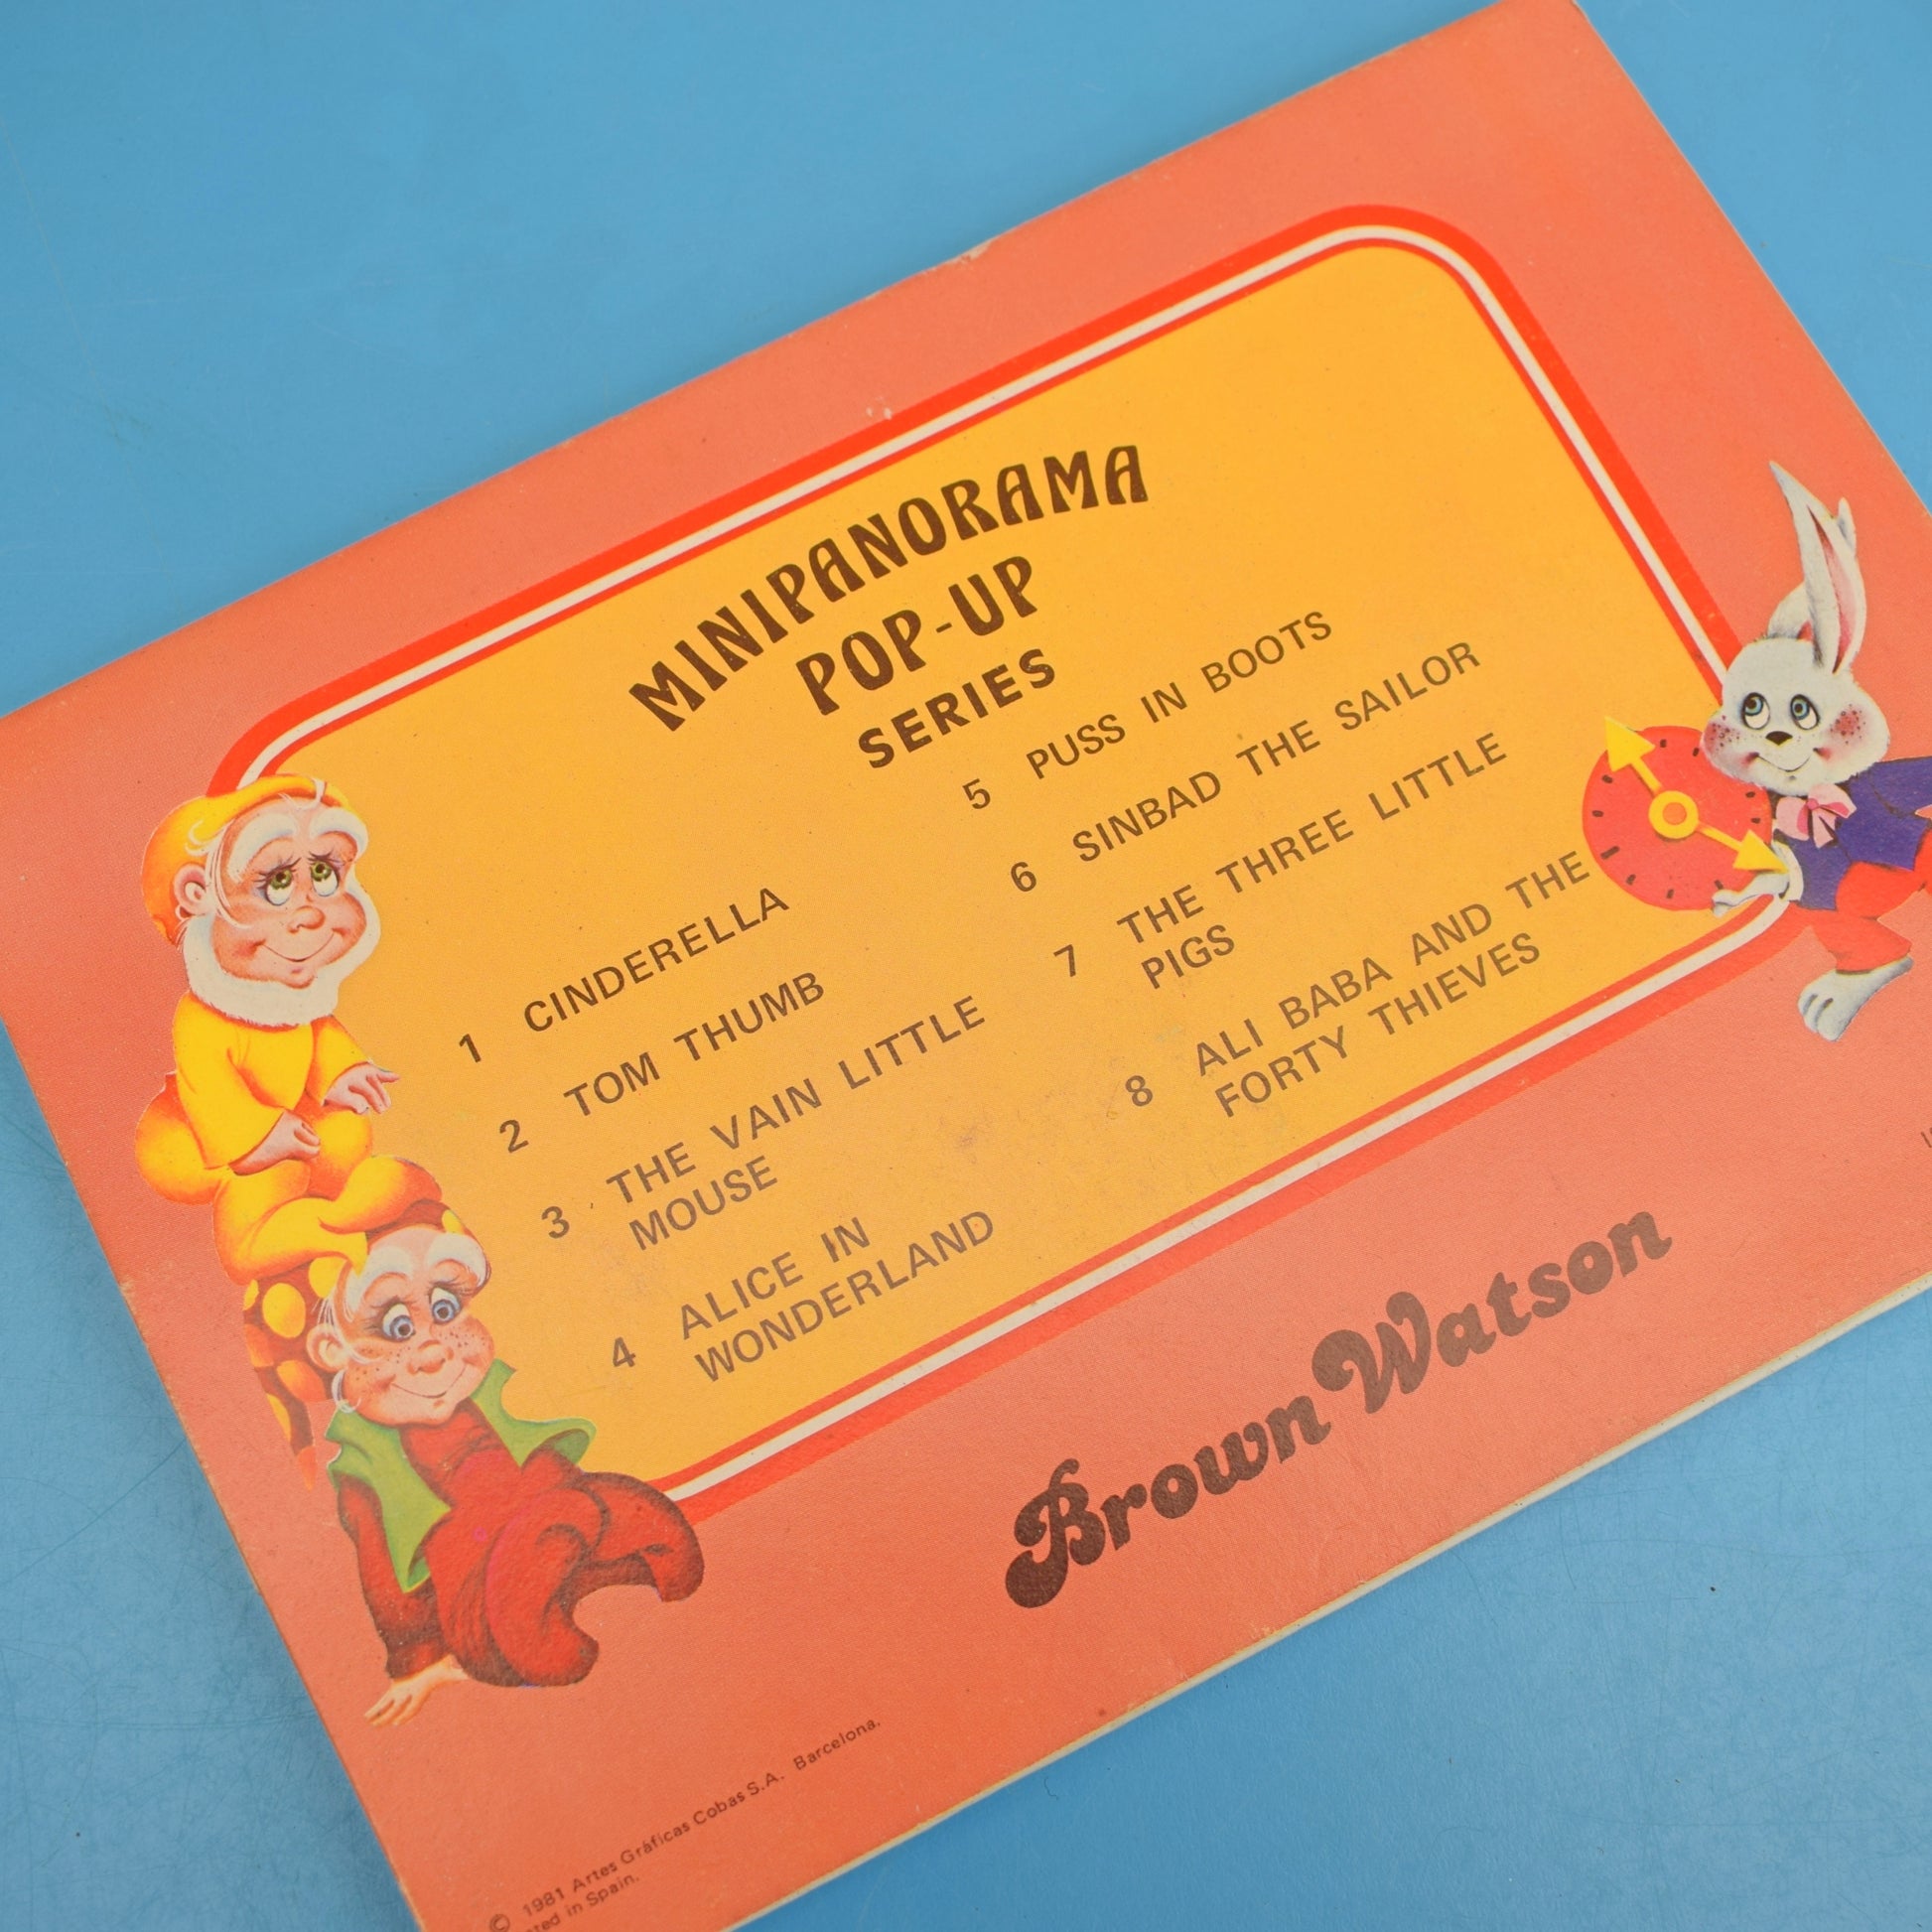 MINIPANORAMA
POP-UP
SERIES
1 CINDERELLA
2 TOM THUMB
3 THE VAIN LITTLE
MOUSE
4 ALICE IN
WONDERLAND
5 PUSS IN BOOTS
6 SINBAD THE SAILOR
7 THE THREE LITTLE
PIGS
8 ALI BABA AND THE
FORTY THIEVES
Brown Watson
© 1981 Artes Gráficas Cobas S.A. Barcelona.
in Spain.